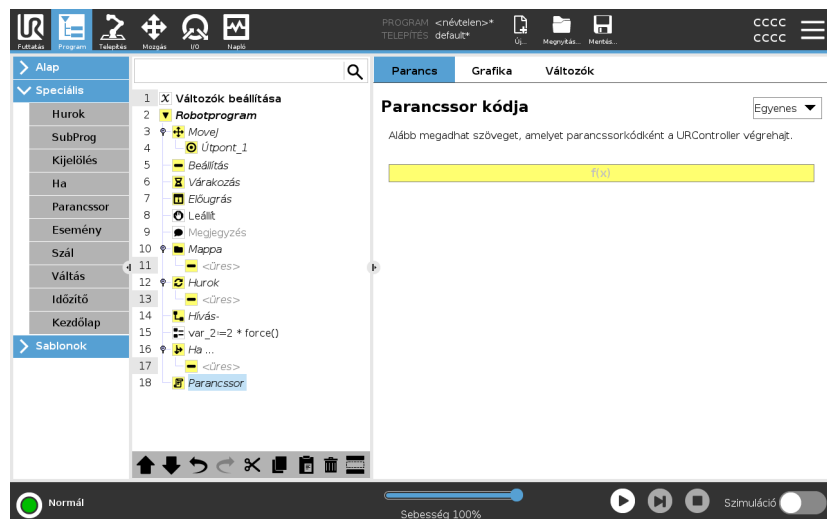 PROGRAM <névtelen>*
TELEPÍTÉS default*
UR
Futtatás
Program
Telepítés
Mozgás
I/O
Napló
Új...
Megnyitás...
Mentés...
cccc
cccc
Alap
Speciális
Hurok
SubProg
Kijelölés
Ha
Parancssor
Esemény
Szál
Váltás
Időzítő
Kezdőlap
Sablonok
1 X Változók beállítása
2 Robotprogram
3 MoveJ
4 Útpont_1
5 Beállítás
6 Várakozás
7 Előugrás
8 Leállít
9 Megjegyzés
10 Mappa
11 <üres>
12 Hurok
13 <üres>
14 Hívás-
15 var_2:=2 * force()
16 Ha ...
17 <üres>
18 Parancssor
Parancs
Grafika
Változók
Parancssor kódja
Egyenes
Alább megadhat szöveget, amelyet parancssorkódként a URController végrehajt.
f(x)
Normál
Sebesség 100%
Szimuláció